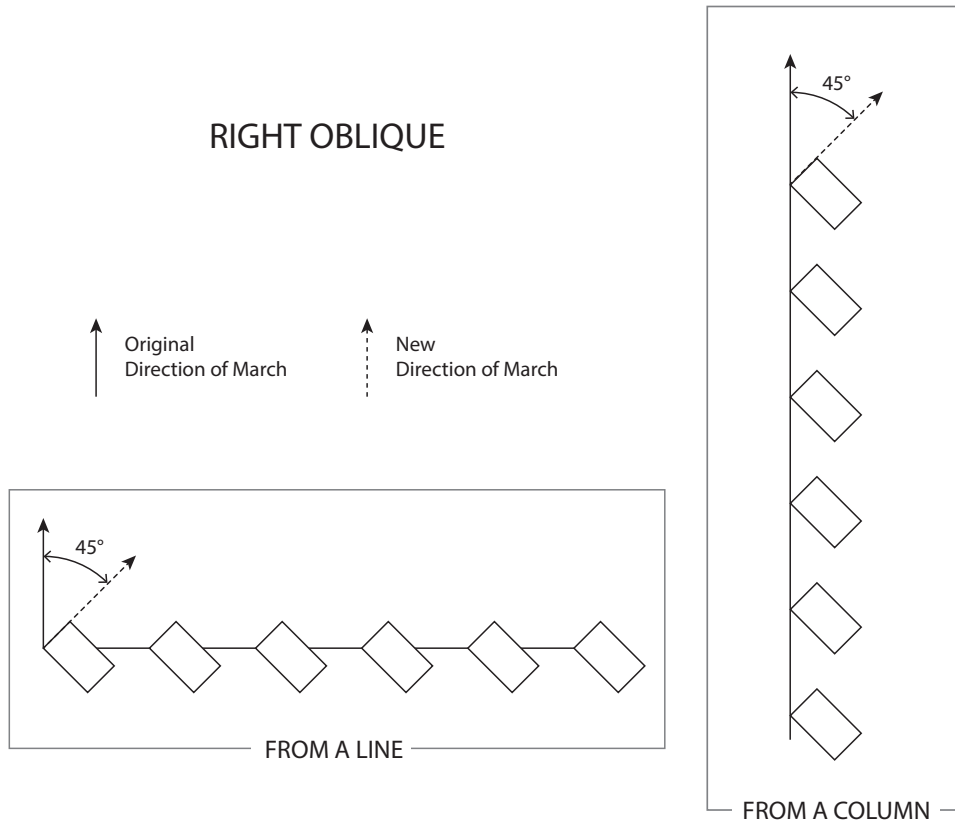 RIGHT OBLIQUE
45°
Original
Direction of March
New
Direction of March
45°
FROM A LINE
FROM A COLUMN